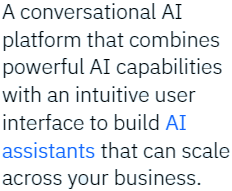 A conversational AI
platform that combines
powerful AI capabilities
with an intuitive user
interface to build AI
assistants that can scale
across your business.